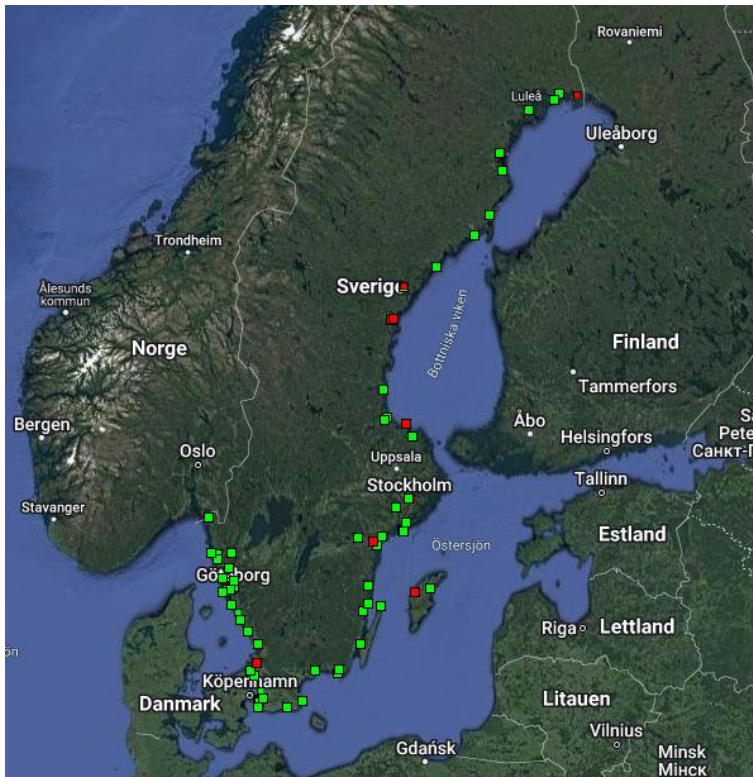 Rovaniemi
Luleå
Uleåborg
Trondheim
Ålesunds
kommun
Sverige
Bottniska viken
Norge
Finland
Tammerfors
Bergen
Åbo
Oslo
Helsingfors
Uppsala
Stockholm
Tallinn
Stavanger
Östersjön
Estland
Göteborg
Riga
Lettland
Köpenhamn
Danmark
Litauen
Vilnius
Gdańsk
Minsk
Мінск